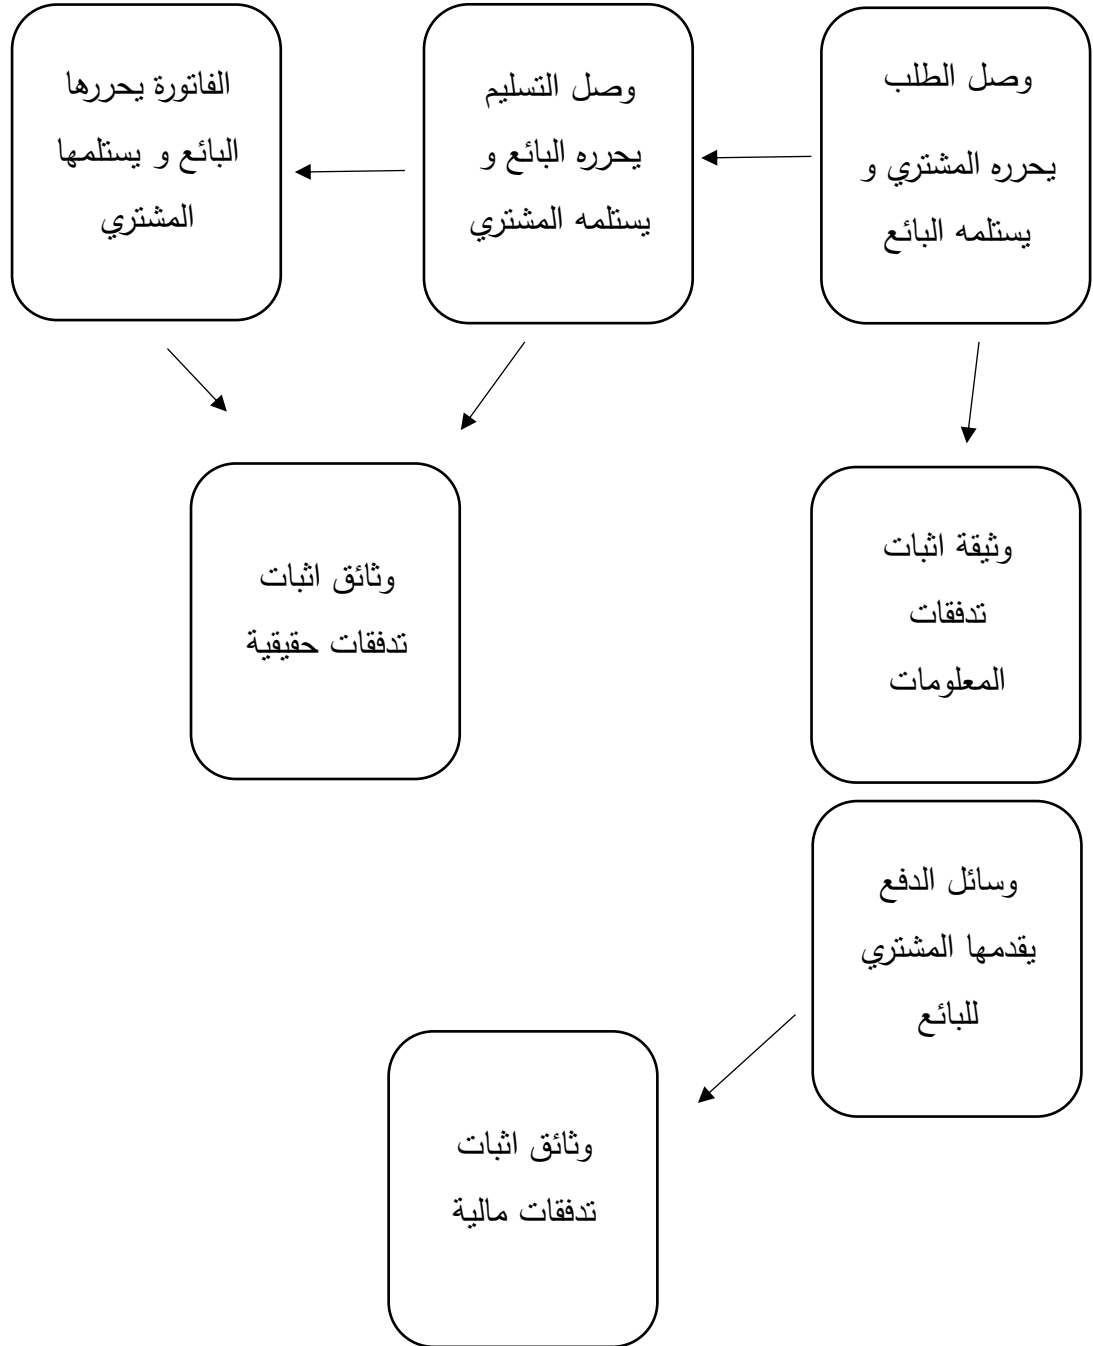 وصل الطلب
يحرره المشتري و
يستلمه البائع
وصل التسليم
يحرره البائع و
يستلمه المشتري
الفاتورة يحررها
البائع و يستلمها
المشتري
وثيقة اثبات
تدفقات
المعلومات
وثائق اثبات
تدفقات حقيقية
وسائل الدفع
يقدمها المشتري
للبائع
وثائق اثبات
تدفقات مالية